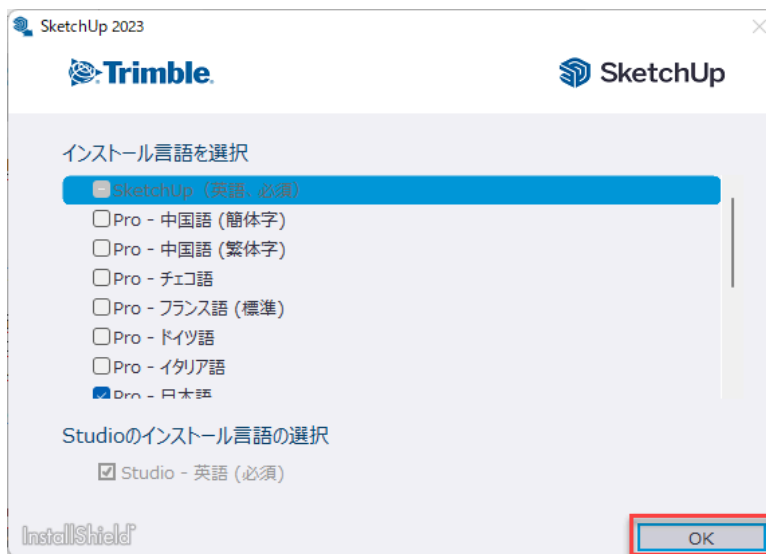 SketchUp 2023
Trimble.
SketchUp
インストール言語を選択
SketchUp (英語、必須)
Pro - 中国語 (簡体字)
Pro - 中国語 (繁体字)
Pro - チェコ語
Pro - フランス語 (標準)
Pro - ドイツ語
Pro - イタリア語
Pro - 日本語
Studioのインストール言語の選択
Studio - 英語 (必須)
InstallShield
OK